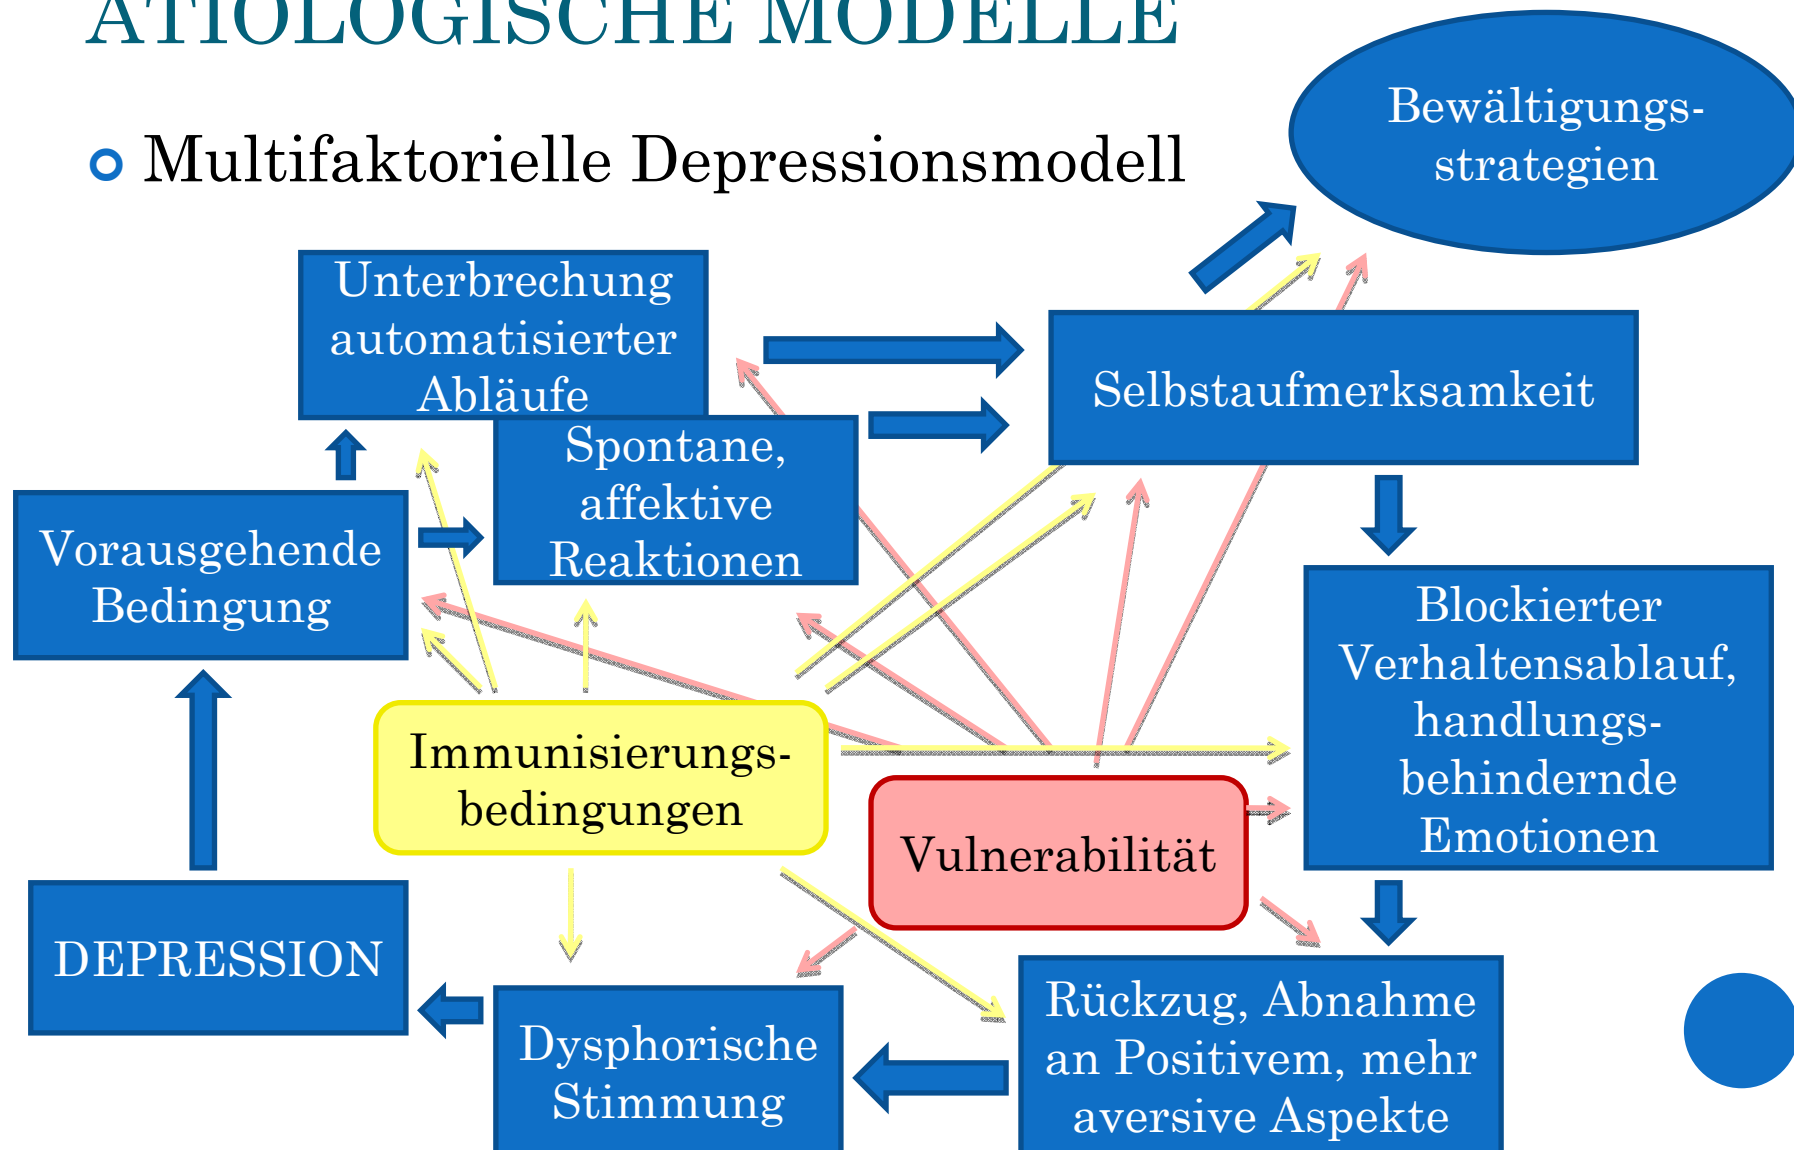 ÄTIOLOGISCHE MODELLE
Multifaktorielle Depressionsmodell
Bewältigungs-
strategien
Unterbrechung
automatisierter
Abläufe
Selbstaufmerksamkeit
Spontane,
affektive
Reaktionen
Vorausgehende
Bedingung
Blockierter
Verhaltensablauf,
handlungs-
behindernde
Emotionen
Immunisierungs-
bedingungen
Vulnerabilität
DEPRESSION
Dysphorische
Stimmung
Rückzug, Abnahme
an Positivem, mehr
aversive Aspekte